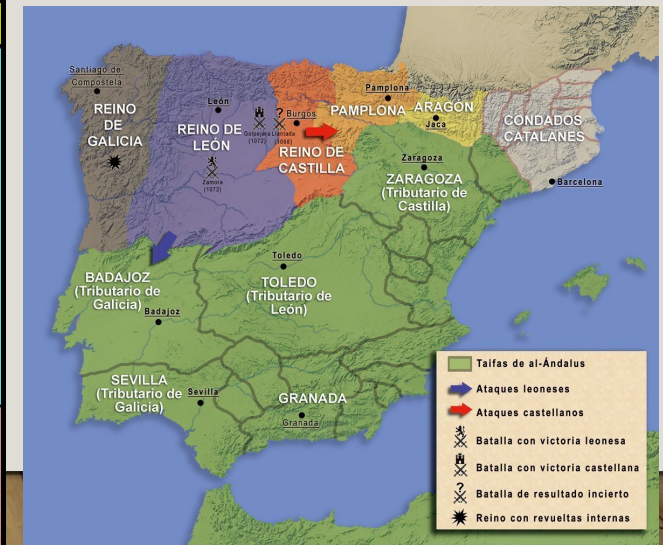 Santiago de
Compostela
REINO
DE
GALICIA
León
REINO DE
LEÓN
Zamora
(1072)
Golpejera
(1072)
Llantada
(1068)
Burgos
REINO DE
CASTILLA
Pamplona
PAMPLONA
ARAGÓN
Jaca
CONDADOS
CATALANES
Barcelona
Zaragoza
ZARAGOZA
(Tributario de
Castilla)
Toledo
TOLEDO
(Tributario de
León)
BADAJOZ
(Tributario de
Galicia)
Badajoz
SEVILLA
(Tributario de
Galicia)
Sevilla
GRANADA
Granada
Taifas de al-Ándalus
Ataques leoneses
Ataques castellanos
Batalla con victoria leonesa
Batalla con victoria castellana
?
Batalla de resultado incierto
Reino con revueltas internas